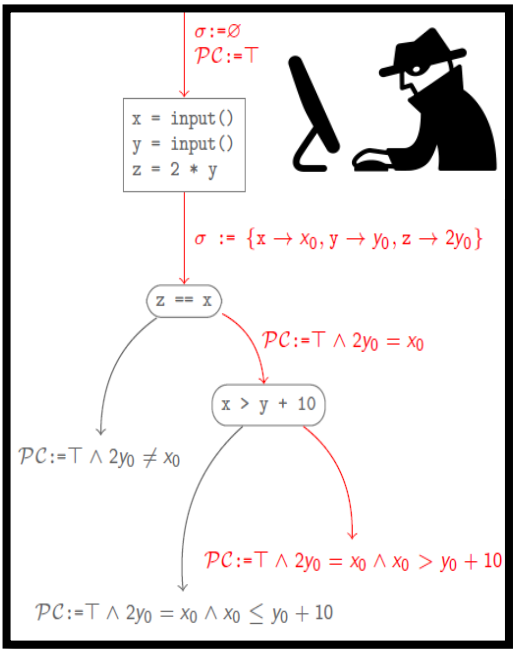 σ:=∅
PC:=⊤
x = input()
y = input()
z = 2 * y
σ := {x → x₀, y → y₀, z → 2y₀}
z == x
PC:=⊤ ∧ 2y₀ = x₀
x > y + 10
PC:=⊤ ∧ 2y₀ ≠ x₀
PC:=⊤ ∧ 2y₀ = x₀ ∧ x₀ > y₀ + 10
PC:=⊤ ∧ 2y₀ = x₀ ∧ x₀ ≤ y₀ + 10